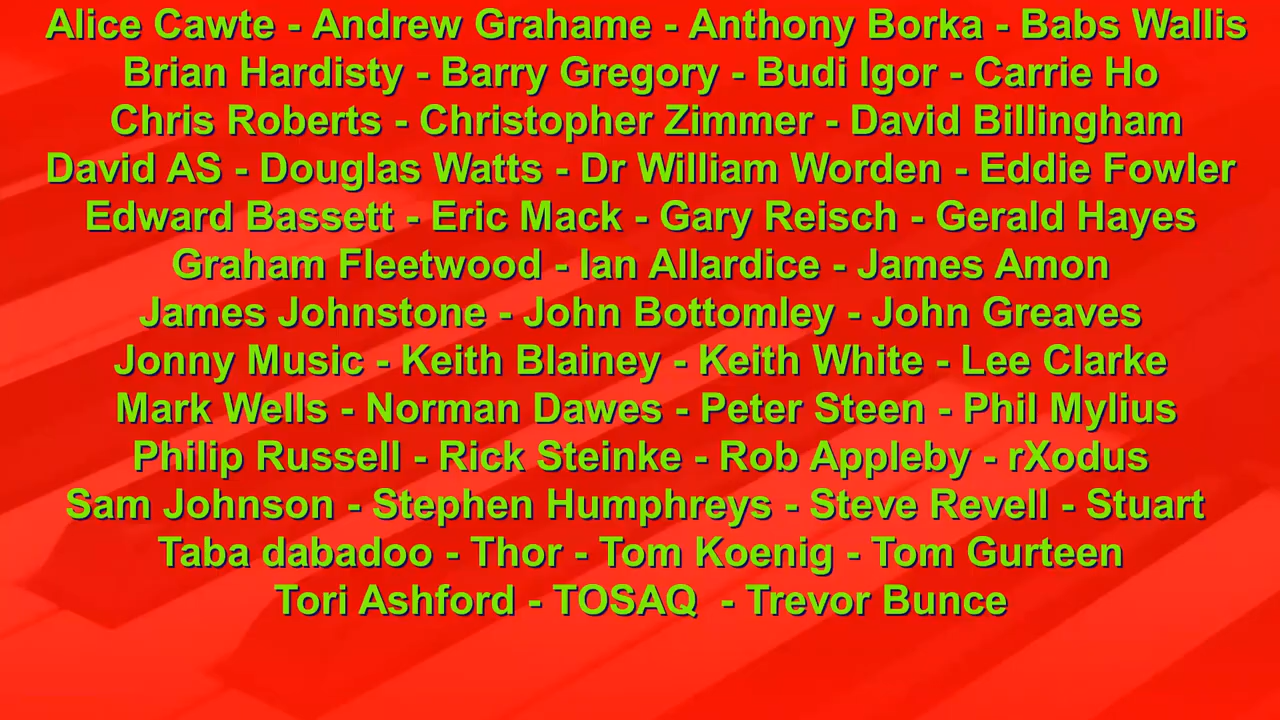 Alice Cawte - Andrew Grahame - Anthony Borka - Babs Wallis
Brian Hardisty - Barry Gregory - Budi Igor - Carrie Ho
Chris Roberts - Christopher Zimmer - David Billingham
David AS - Douglas Watts - Dr William Worden - Eddie Fowler
Edward Bassett - Eric Mack - Gary Reisch - Gerald Hayes
Graham Fleetwood - Ian Allardice - James Amon
James Johnstone - John Bottomley - John Greaves
Jonny Music - Keith Blainey - Keith White - Lee Clarke
Mark Wells - Norman Dawes - Peter Steen - Phil Mylius
Philip Russell - Rick Steinke - Rob Appleby - rXodus
Sam Johnson - Stephen Humphreys - Steve Revell - Stuart
Taba dabadoo - Thor - Tom Koenig - Tom Gurteen
Tori Ashford - TOSAQ  - Trevor Bunce